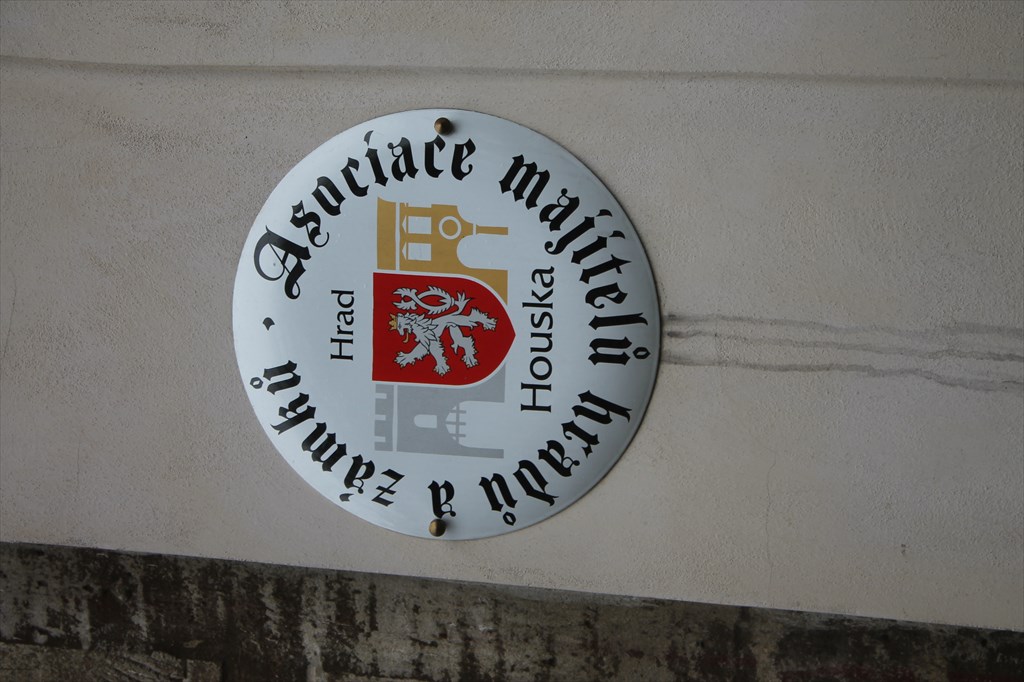 Asociace majitelů hradů a zámků ·
Hrad
Houska